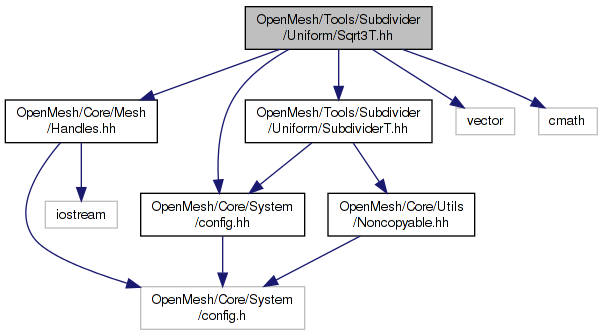 OpenMesh/Tools/Subdivider
/Uniform/Sqrt3T.hh
OpenMesh/Core/Mesh
/Handles.hh
OpenMesh/Tools/Subdivider
/Uniform/SubdividerT.hh
vector
cmath
iostream
OpenMesh/Core/System
/config.hh
OpenMesh/Core/Utils
/Noncopyable.hh
OpenMesh/Core/System
/config.h